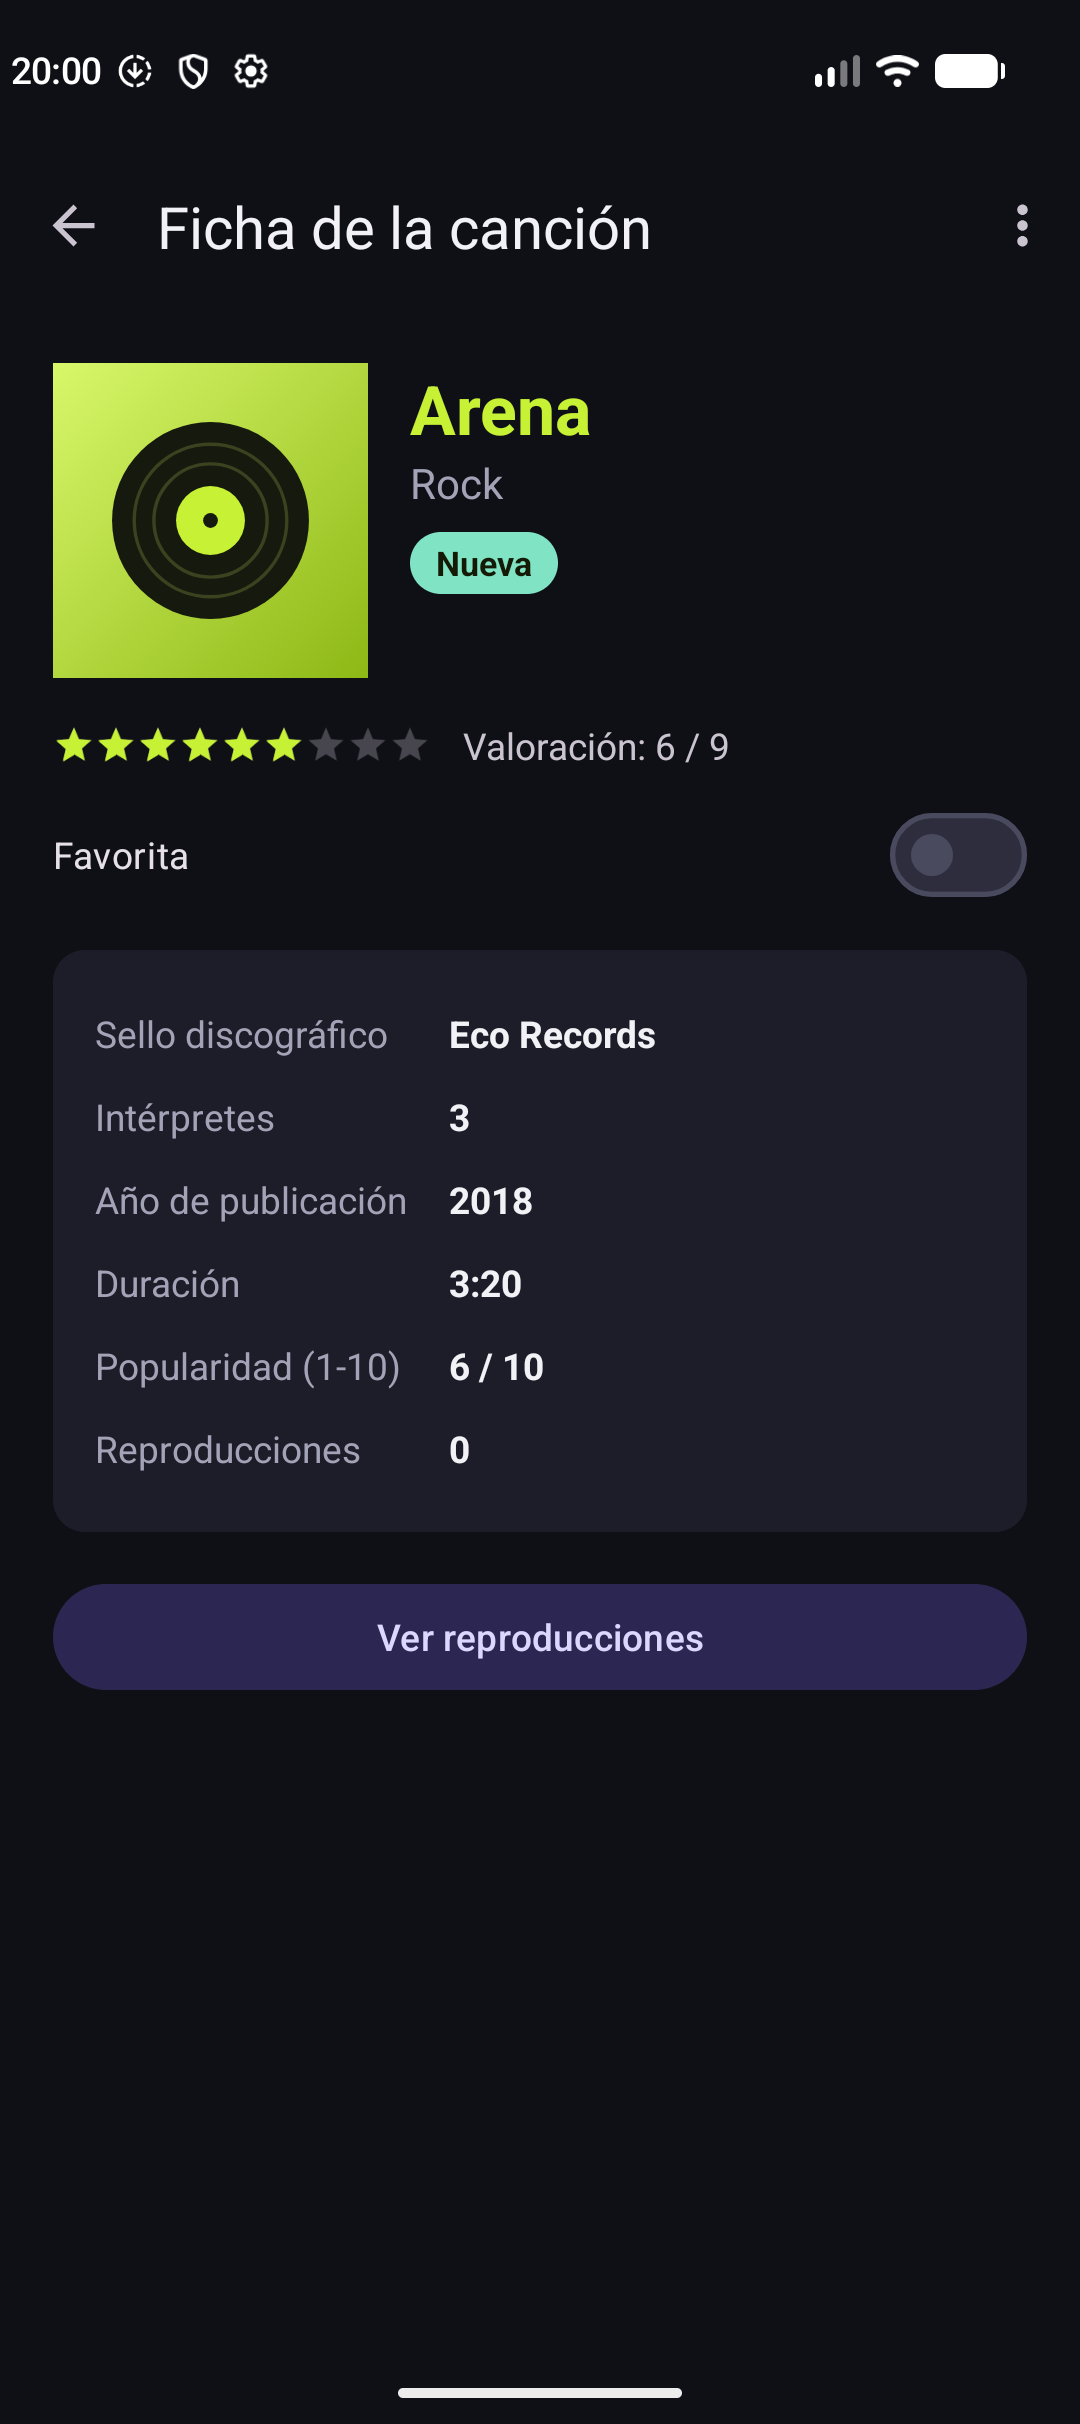 20:00
Ficha de la canción
Arena
Rock
Nueva
Valoración: 6 / 9
Favorita
Sello discográfico Eco Records
Intérpretes 3
Año de publicación 2018
Duración 3:20
Popularidad (1-10) 6 / 10
Reproducciones 0
Ver reproducciones